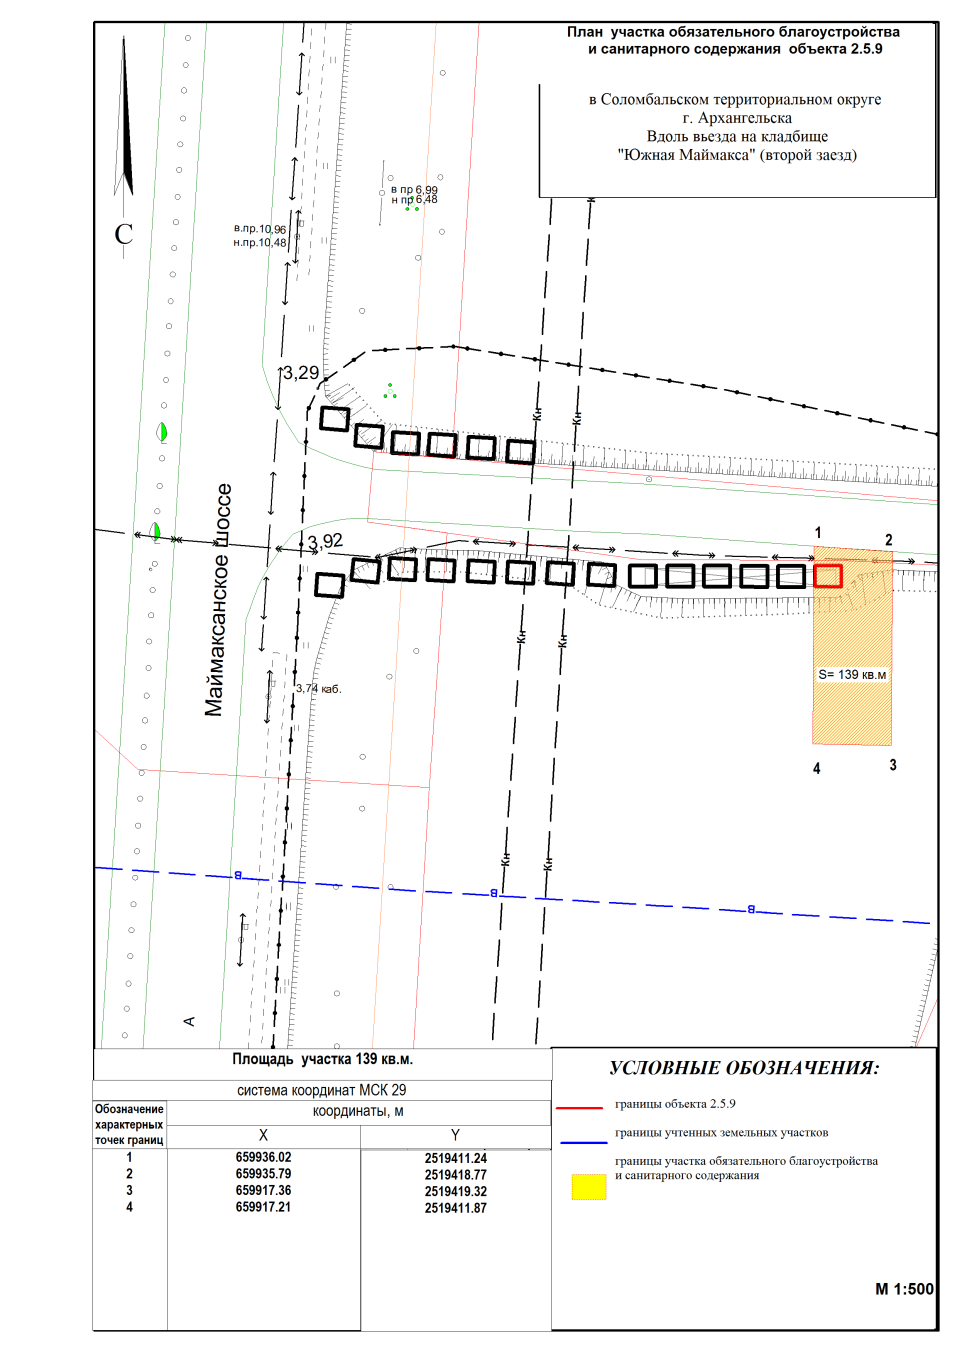 План участка обязательного благоустройства
и санитарного содержания объекта 2.5.9
в Соломбальском территориальном округе
г. Архангельска
Вдоль вьезда на кладбище
"Южная Маймакса" (второй заезд)
С
в пр 6,99
н пр 6,48
в.пр.10,96
н.пр.10,48
3,29
Кн
Кн
Маймаксанское шоссе
3,92
1
2
Кн
Кн
3,74 каб.
S= 139 кв.м
4
3
Кн
Кн
В
В
В
А
Площадь участка 139 кв.м.
система координат МСК 29
Обозначение
характерных
точек границ
координаты, м
X Y
1 659936.02 2519411.24
2 659935.79 2519418.77
3 659917.36 2519419.32
4 659917.21 2519411.87
УСЛОВНЫЕ ОБОЗНАЧЕНИЯ:
границы объекта 2.5.9
границы учтенных земельных участков
границы участка обязательного благоустройства
и санитарного содержания
М 1:500